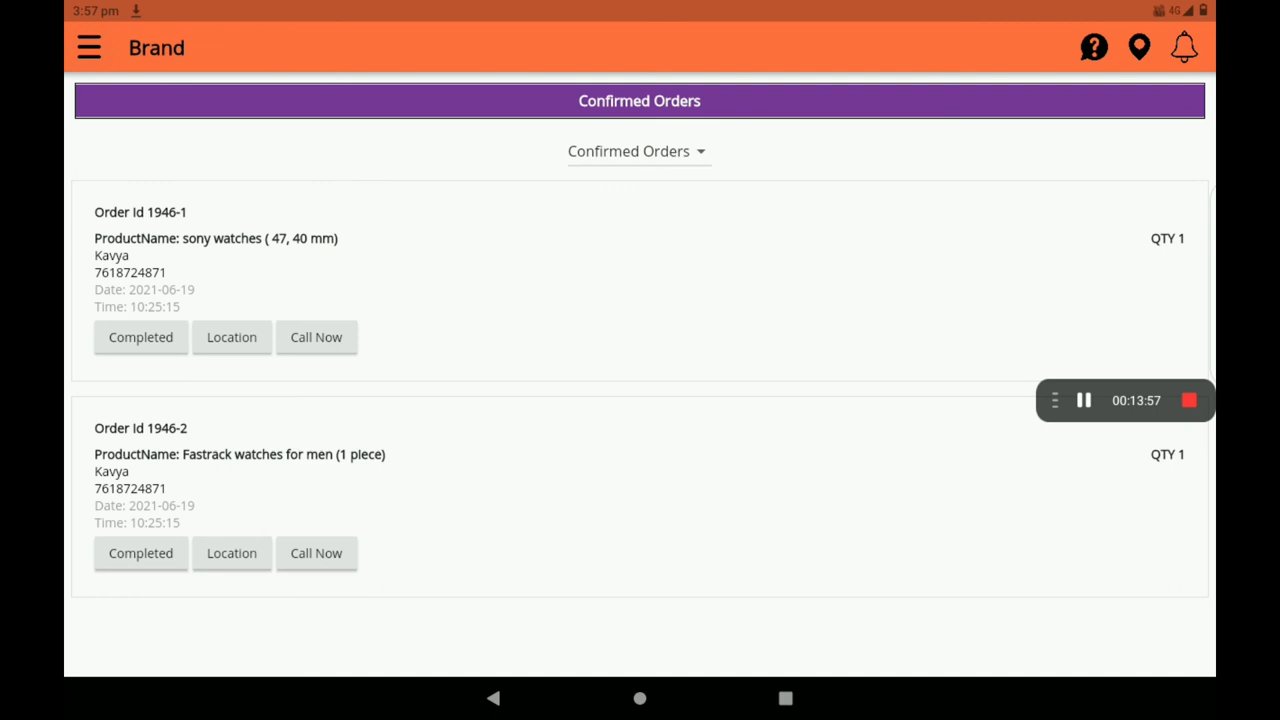 3:57 pm
4G
Brand
Confirmed Orders
Confirmed Orders
Order Id 1946-1
ProductName: sony watches ( 47, 40 mm)
QTY 1
Kavya
7618724871
Date: 2021-06-19
Time: 10:25:15
Completed Location Call Now
00:13:57
Order Id 1946-2
ProductName: Fastrack watches for men (1 piece)
QTY 1
Kavya
7618724871
Date: 2021-06-19
Time: 10:25:15
Completed Location Call Now